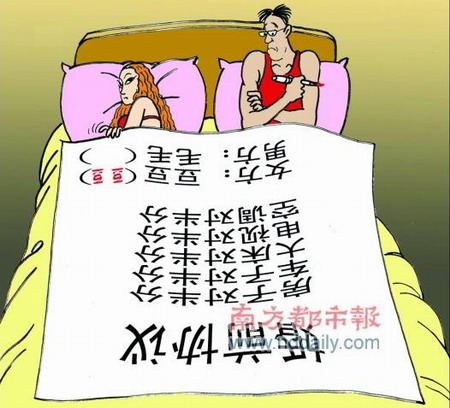 婚前协议
房子对半分
车子对半分
大床对半分
电视对半分
空调对半分
女方：豆豆（豆豆）
男方：毛毛（ ）
南方都市報
www.nddaily.com